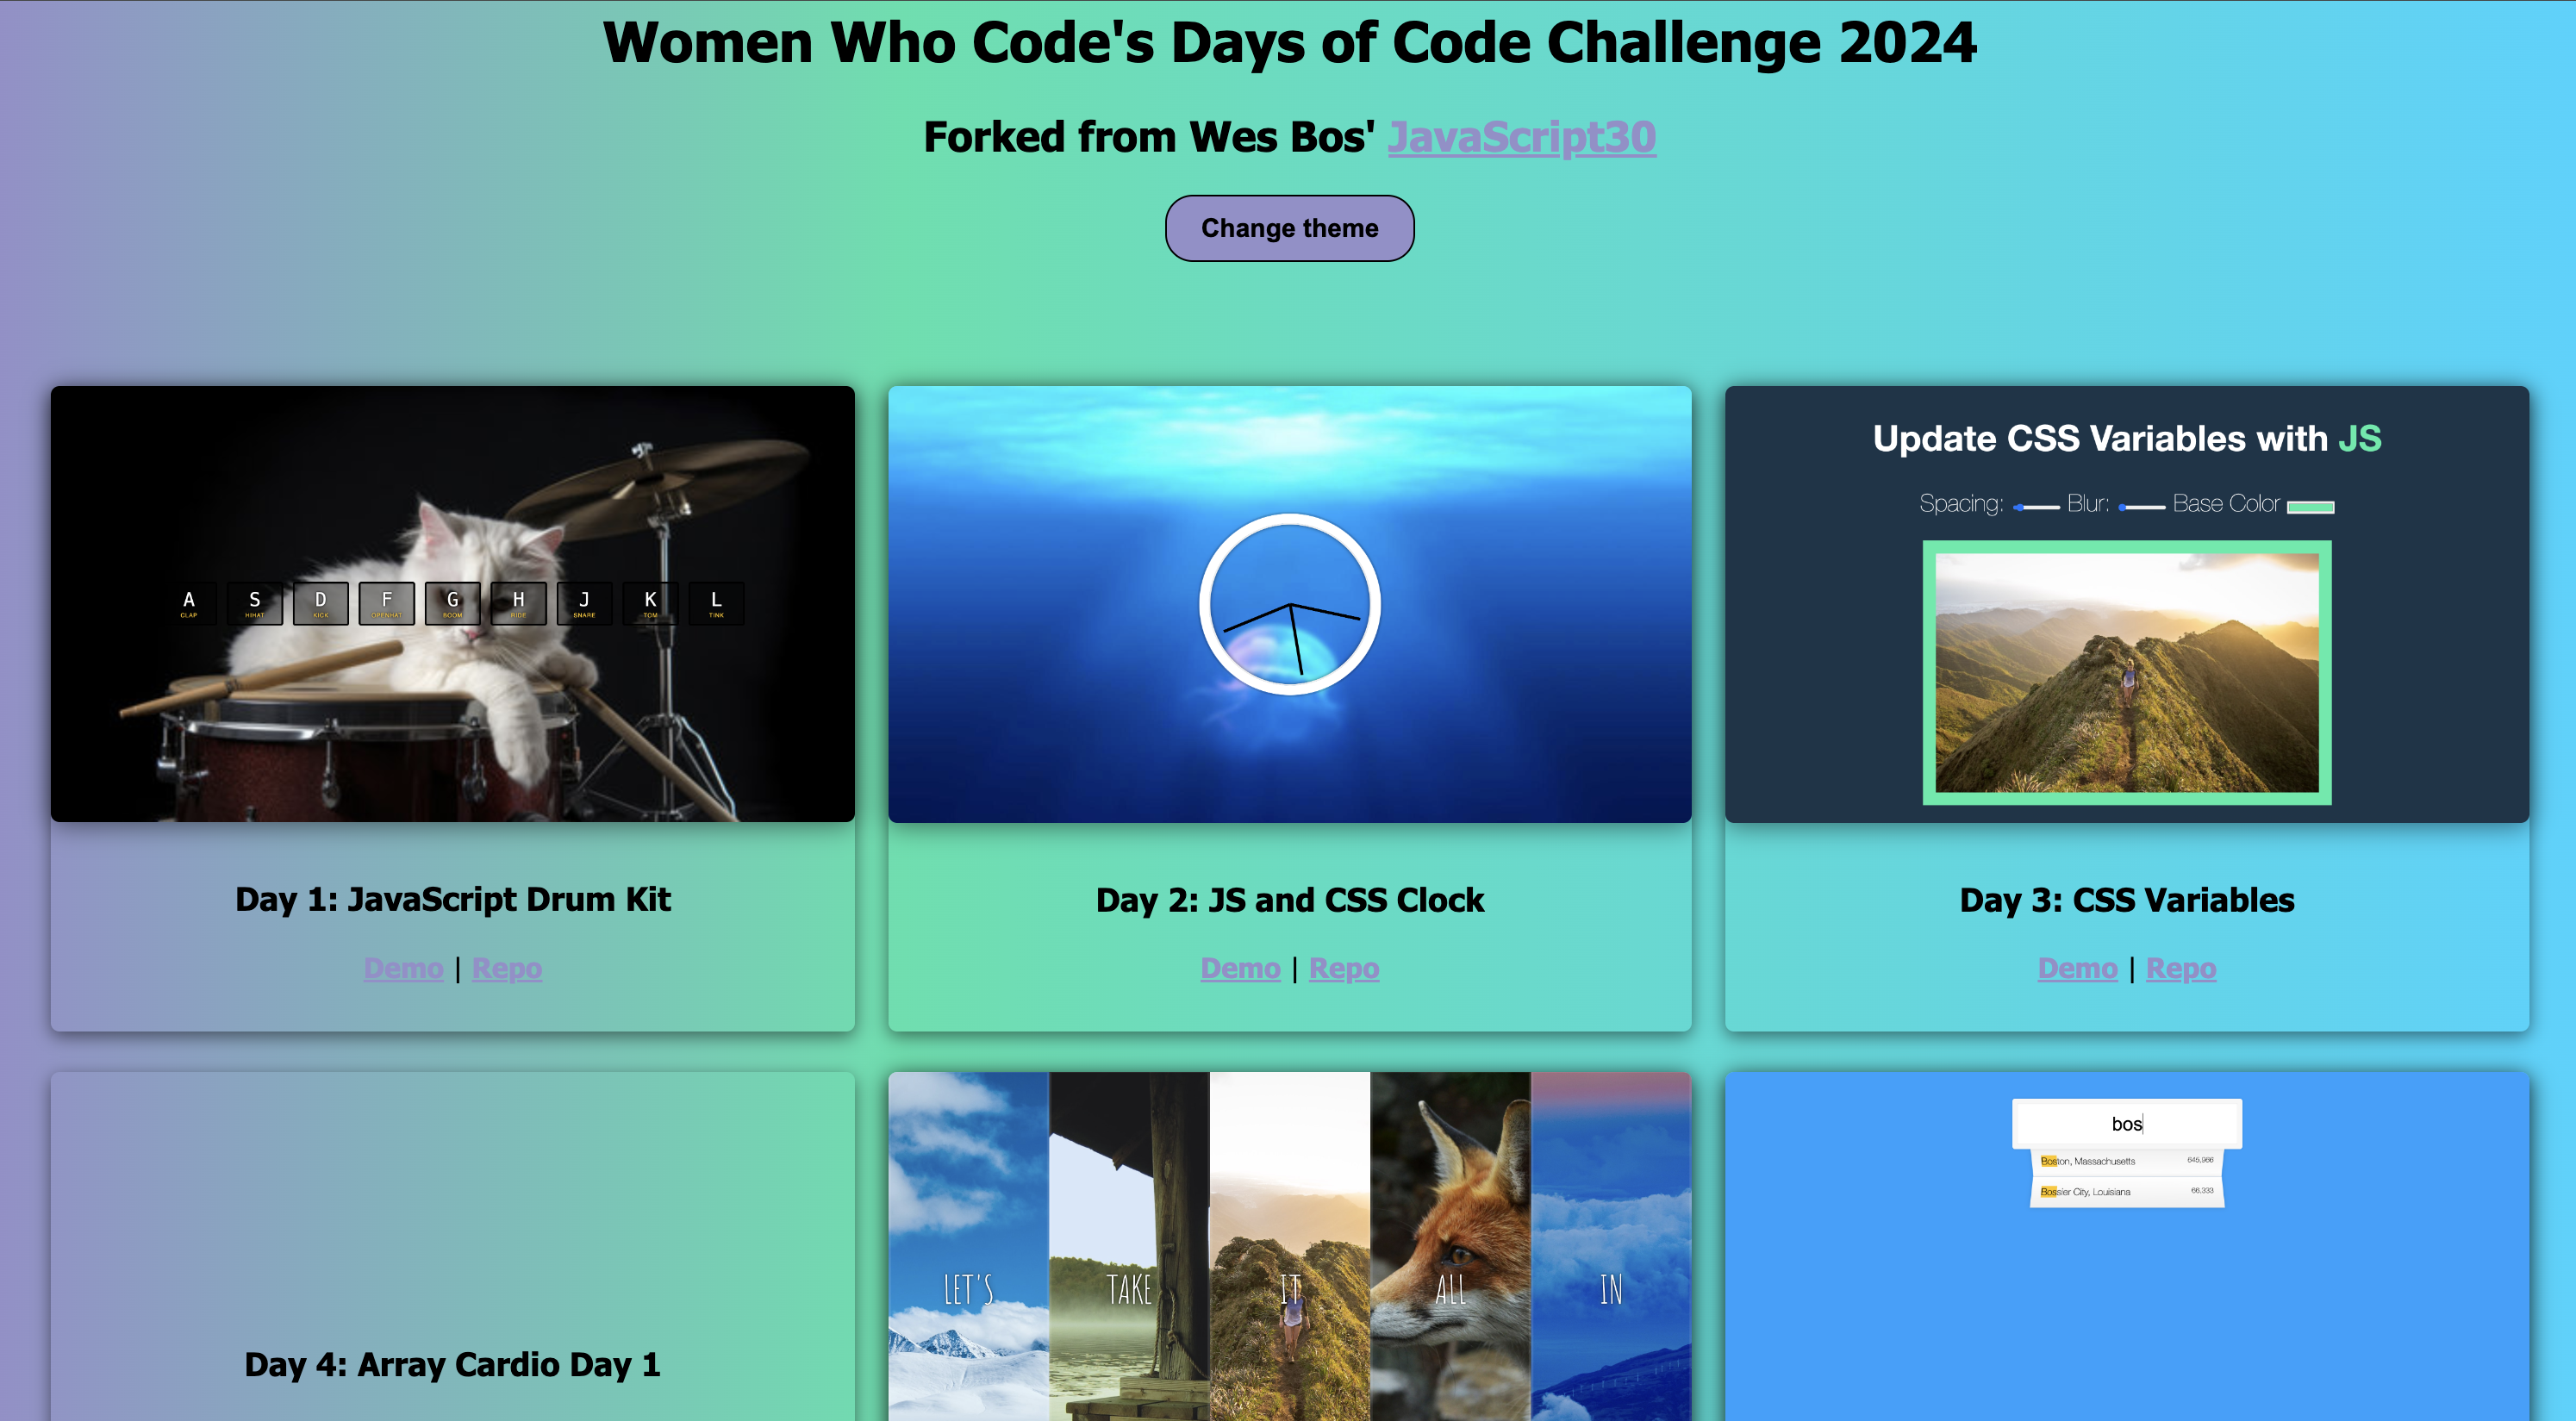 Women Who Code's Days of Code Challenge 2024
Forked from Wes Bos' JavaScript30
Change theme
A S D F G H J K L
CLAP HIHAT KICK OPENHAT BOOM RIDE SNARE TOM TINK
Update CSS Variables with JS
Spacing: Blur: Base Color
Day 1: JavaScript Drum Kit
Demo | Repo
Day 2: JS and CSS Clock
Demo | Repo
Day 3: CSS Variables
Demo | Repo
Day 4: Array Cardio Day 1
LET'S TAKE IT ALL IN
bos
Boston, Massachusetts 645,966
Bossier City, Louisiana 66,333